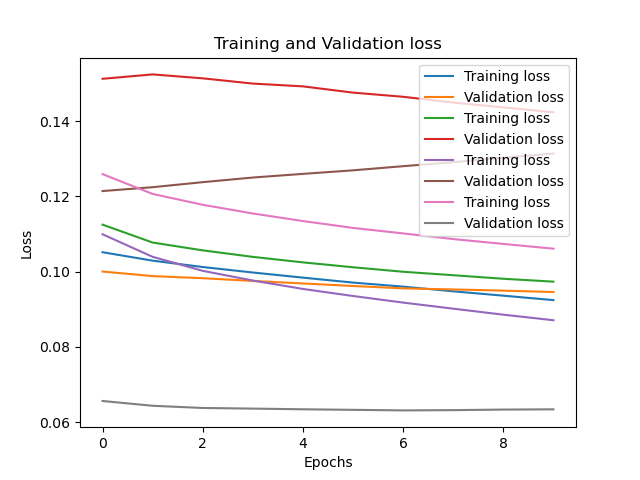 Training and Validation loss
Training loss
Validation loss
Training loss
Validation loss
Training loss
Validation loss
Training loss
Validation loss
Loss
0.14
0.12
0.10
0.08
0.06
0
2
4
6
8
Epochs